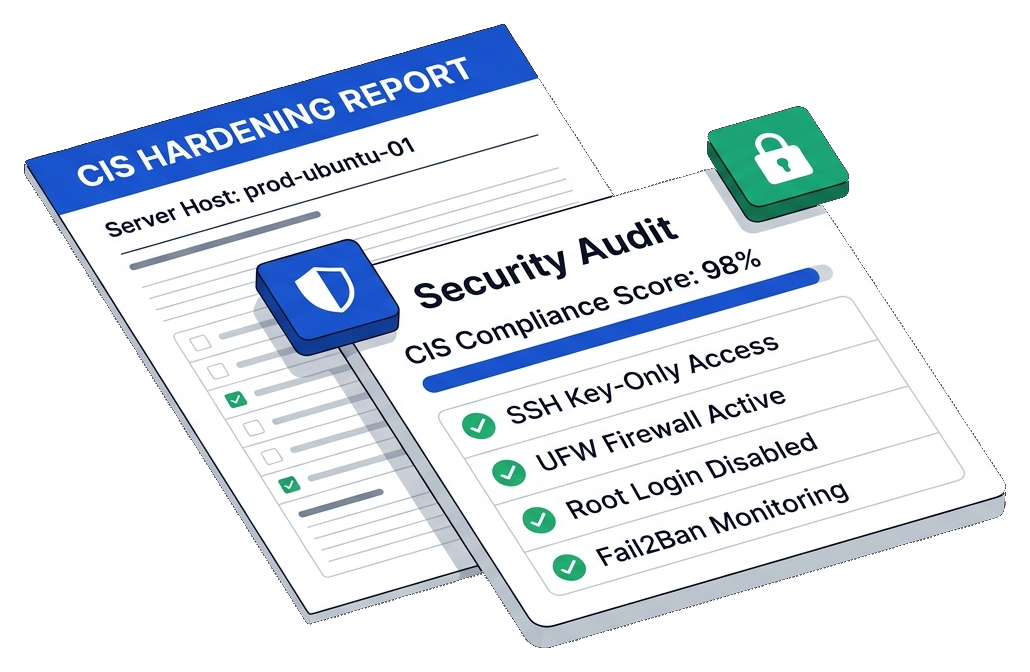 CIS HARDENING REPORT
Server Host: prod-ubuntu-01
Security Audit
CIS Compliance Score: 98%
SSH Key-Only Access
UFW Firewall Active
Root Login Disabled
Fail2Ban Monitoring